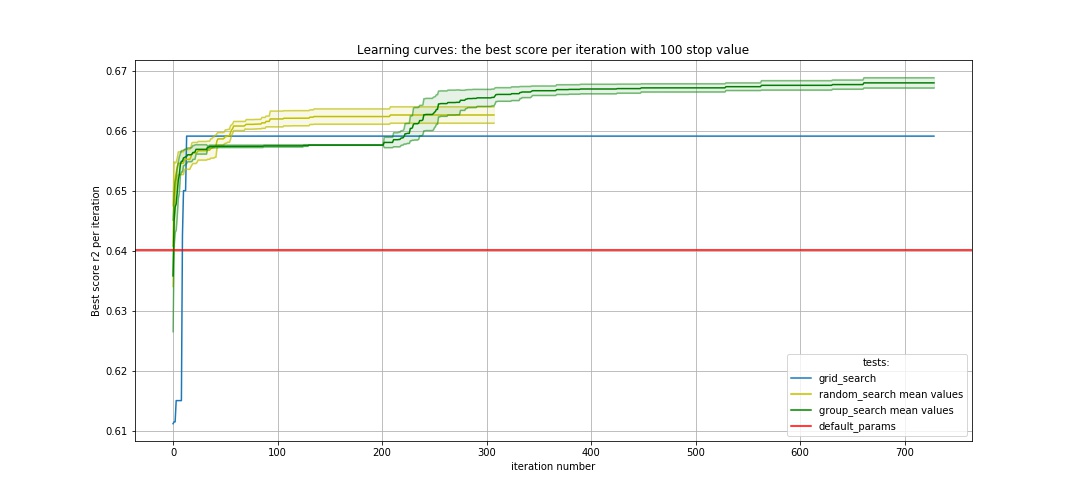 Learning curves: the best score per iteration with 100 stop value
Best score r2 per iteration
0.67
0.66
0.65
0.64
0.63
0.62
0.61
0 100 200 300 400 500 600 700
iteration number
tests:
grid_search
random_search mean values
group_search mean values
default_params